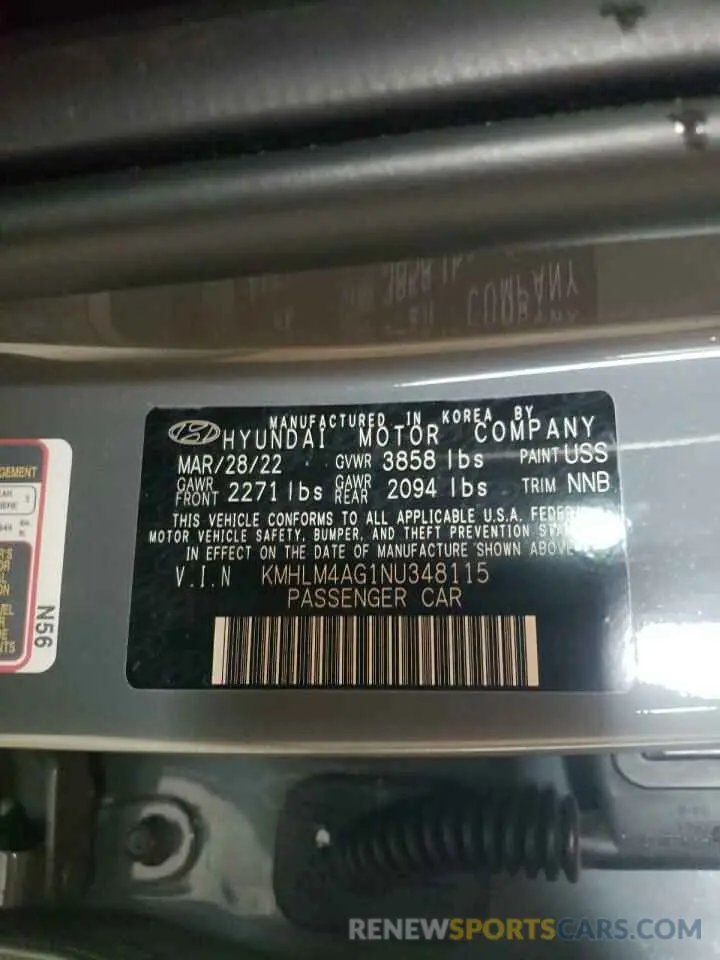 MANUFACTURED IN KOREA BY
HYUNDAI MOTOR COMPANY
MAR/28/22 GVWR 3858 lbs PAINT USS
GAWR FRONT 2271 lbs GAWR REAR 2094 lbs TRIM NNB
THIS VEHICLE CONFORMS TO ALL APPLICABLE U.S.A.
MOTOR VEHICLE SAFETY, BUMPER, AND THEFT PREVENTION
IN EFFECT ON THE DATE OF MANUFACTURE SHOWN ABOVE
V.I.N KMHLM4AG1NU348115
PASSENGER CAR
N56
RENEWSPORTSCARS.COM